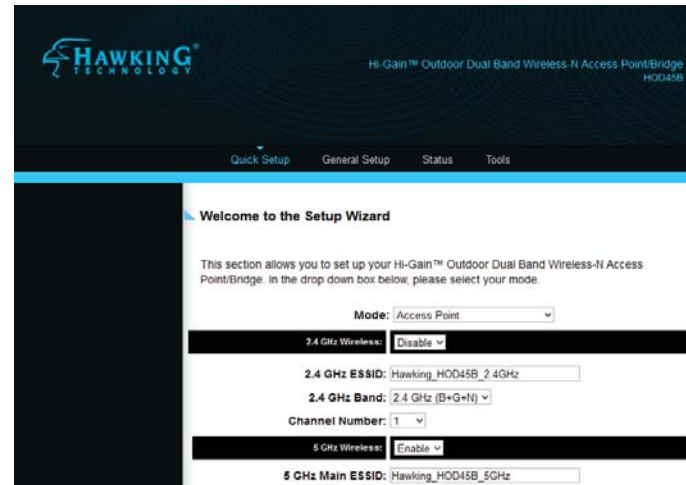 HAWKING
TECHNOLOGY
Hi-Gain™ Outdoor Dual Band Wireless-N Access Point/Bridge
HOD45B
Quick Setup General Setup Status Tools
Welcome to the Setup Wizard
This section allows you to set up your Hi-Gain™ Outdoor Dual Band Wireless-N Access
Point/Bridge. In the drop down box below, please select your mode.
Mode: Access Point
2.4 GHz Wireless: Disable
2.4 GHz ESSID: Hawking_HOD45B_2.4GHz
2.4 GHz Band: 2.4 GHz (B+G+N)
Channel Number: 1
5 GHz Wireless: Enable
5 GHz Main ESSID: Hawking_HOD45B_5GHz